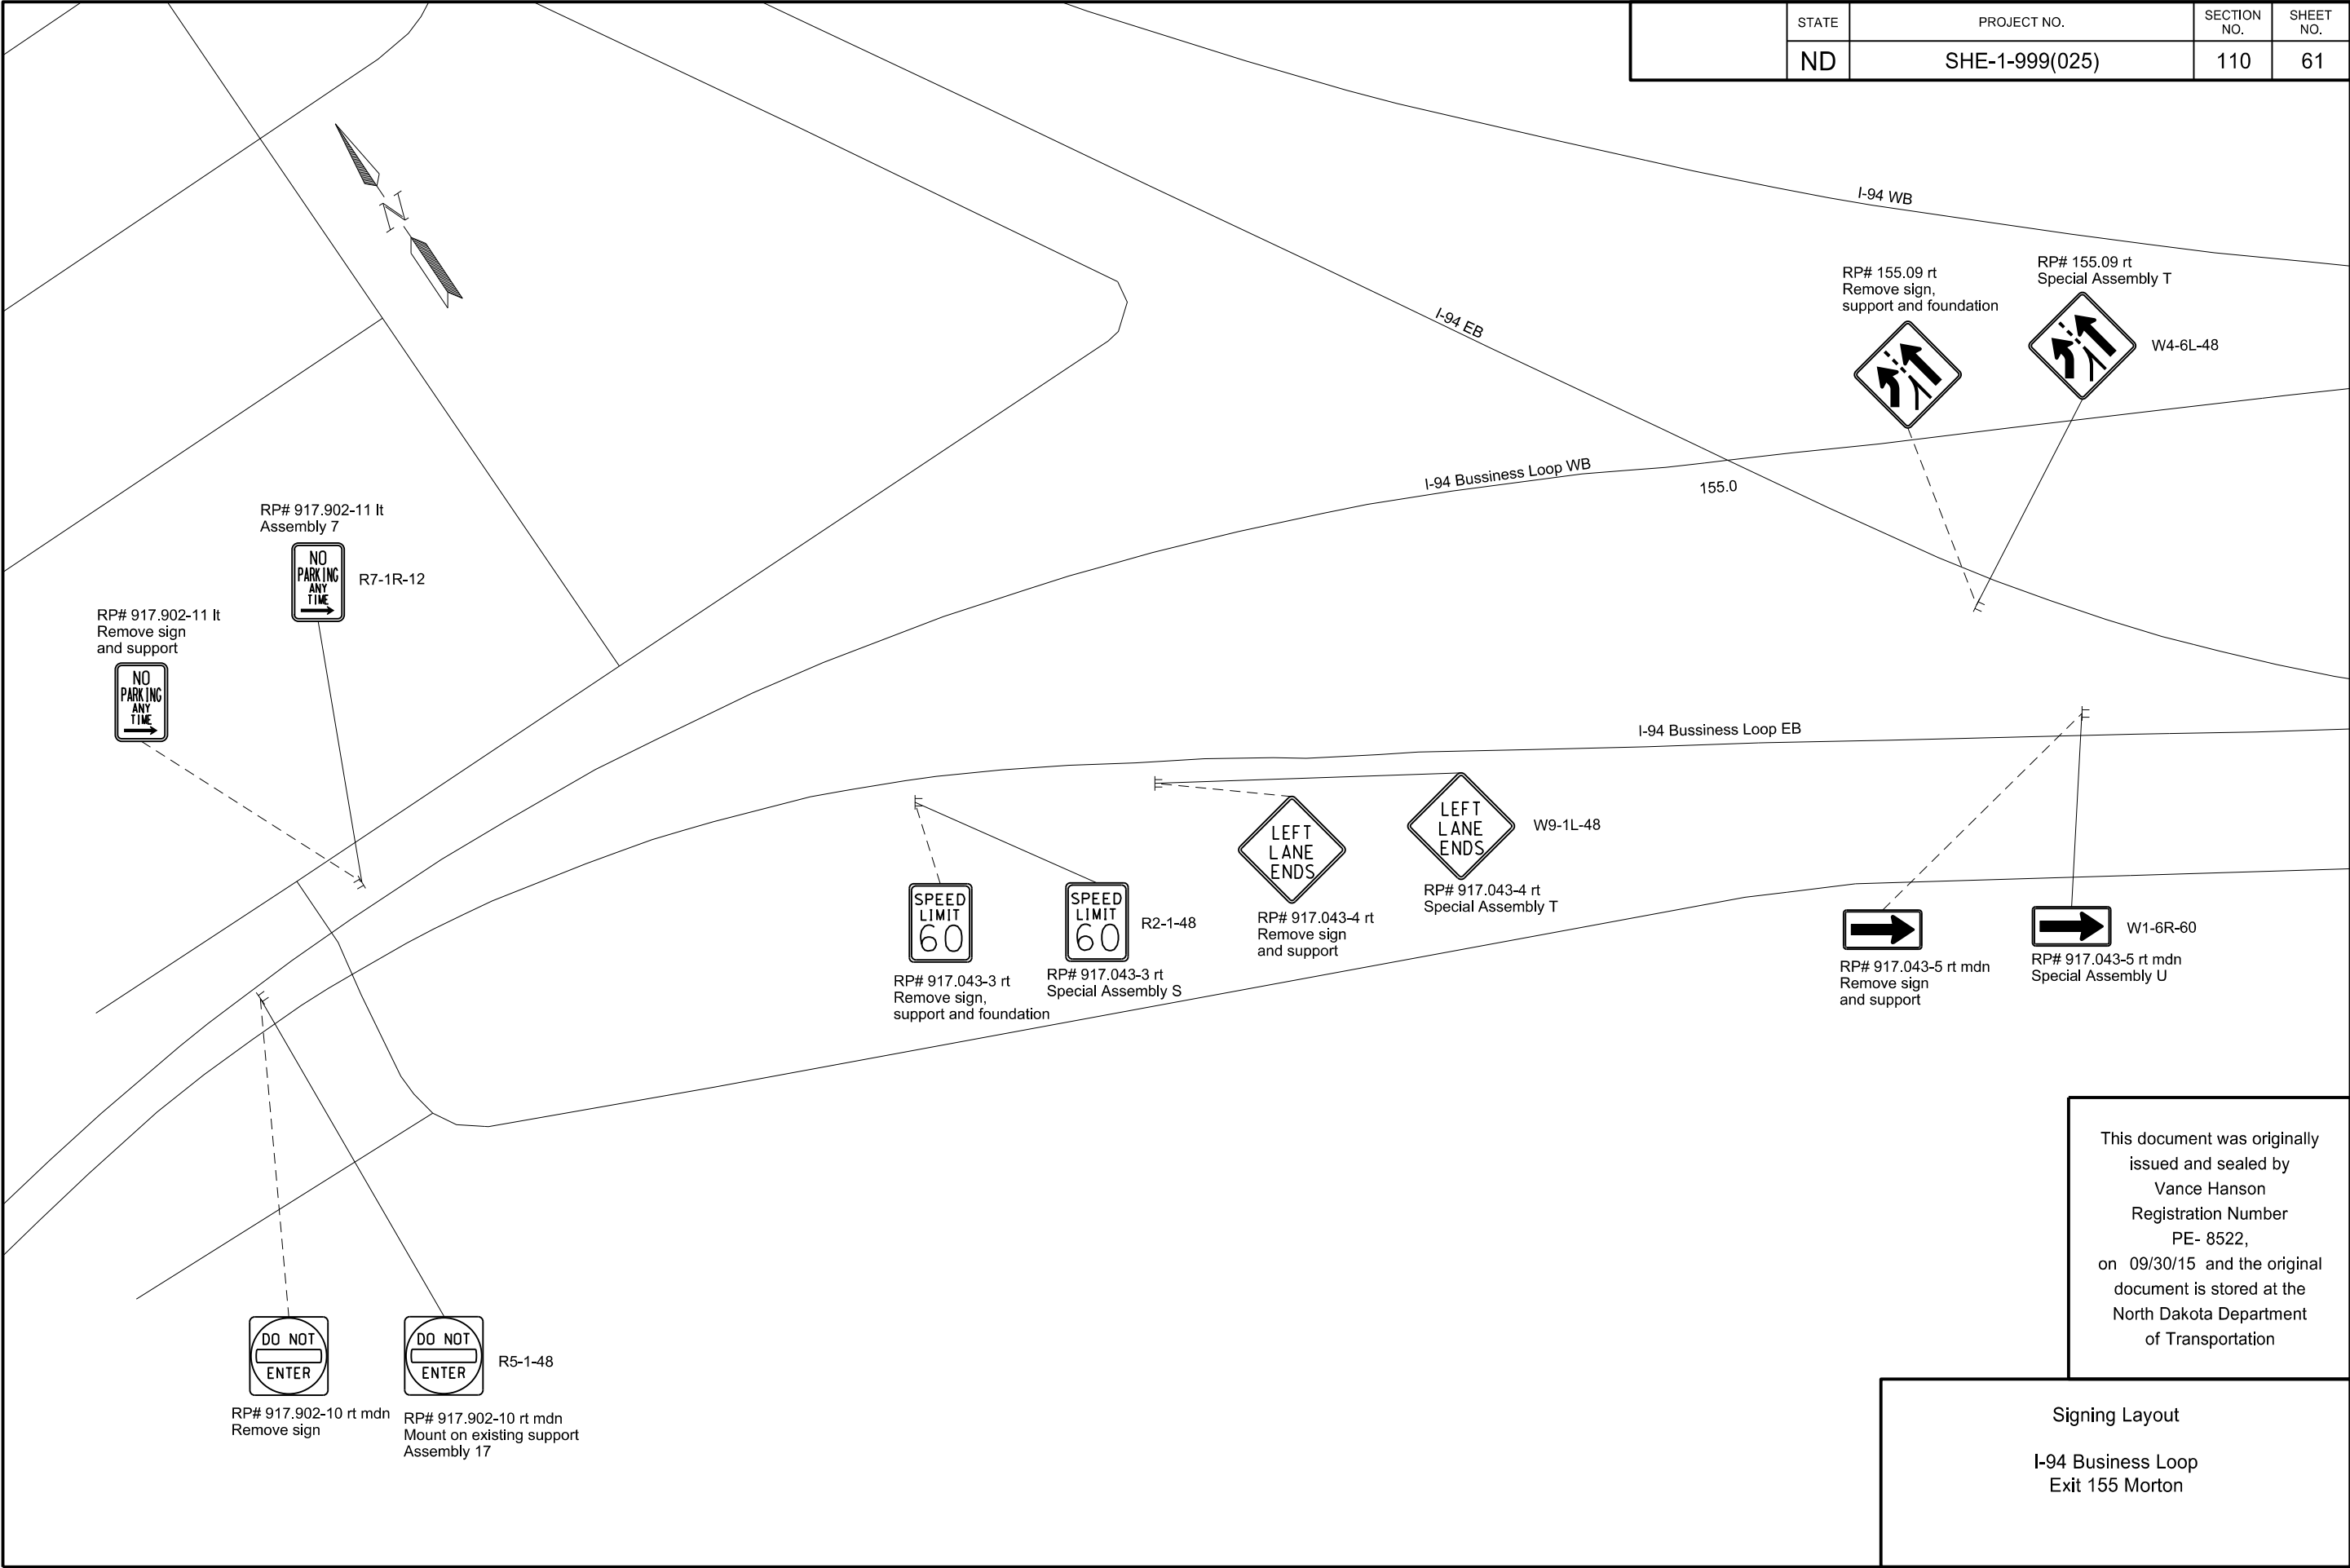 STATE
PROJECT NO.
SECTION
NO.
SHEET
NO.
ND
SHE-1-999(025)
110
61
N
I-94 WB
I-94 EB
RP# 155.09 rt
Remove sign,
support and foundation
RP# 155.09 rt
Special Assembly T
W4-6L-48
I-94 Bussiness Loop WB
155.0
RP# 917.902-11 lt
Assembly 7
NO
PARKING
ANY
TIME
R7-1R-12
RP# 917.902-11 lt
Remove sign
and support
NO
PARKING
ANY
TIME
I-94 Bussiness Loop EB
SPEED
LIMIT
60
RP# 917.043-3 rt
Remove sign,
support and foundation
SPEED
LIMIT
60
R2-1-48
RP# 917.043-3 rt
Special Assembly S
LEFT
LANE
ENDS
RP# 917.043-4 rt
Remove sign
and support
LEFT
LANE
ENDS
W9-1L-48
RP# 917.043-4 rt
Special Assembly T
RP# 917.043-5 rt mdn
Remove sign
and support
W1-6R-60
RP# 917.043-5 rt mdn
Special Assembly U
DO NOT
ENTER
RP# 917.902-10 rt mdn
Remove sign
DO NOT
ENTER
R5-1-48
RP# 917.902-10 rt mdn
Mount on existing support
Assembly 17
This document was originally
issued and sealed by
Vance Hanson
Registration Number
PE- 8522,
on 09/30/15 and the original
document is stored at the
North Dakota Department
of Transportation
Signing Layout
I-94 Business Loop
Exit 155 Morton